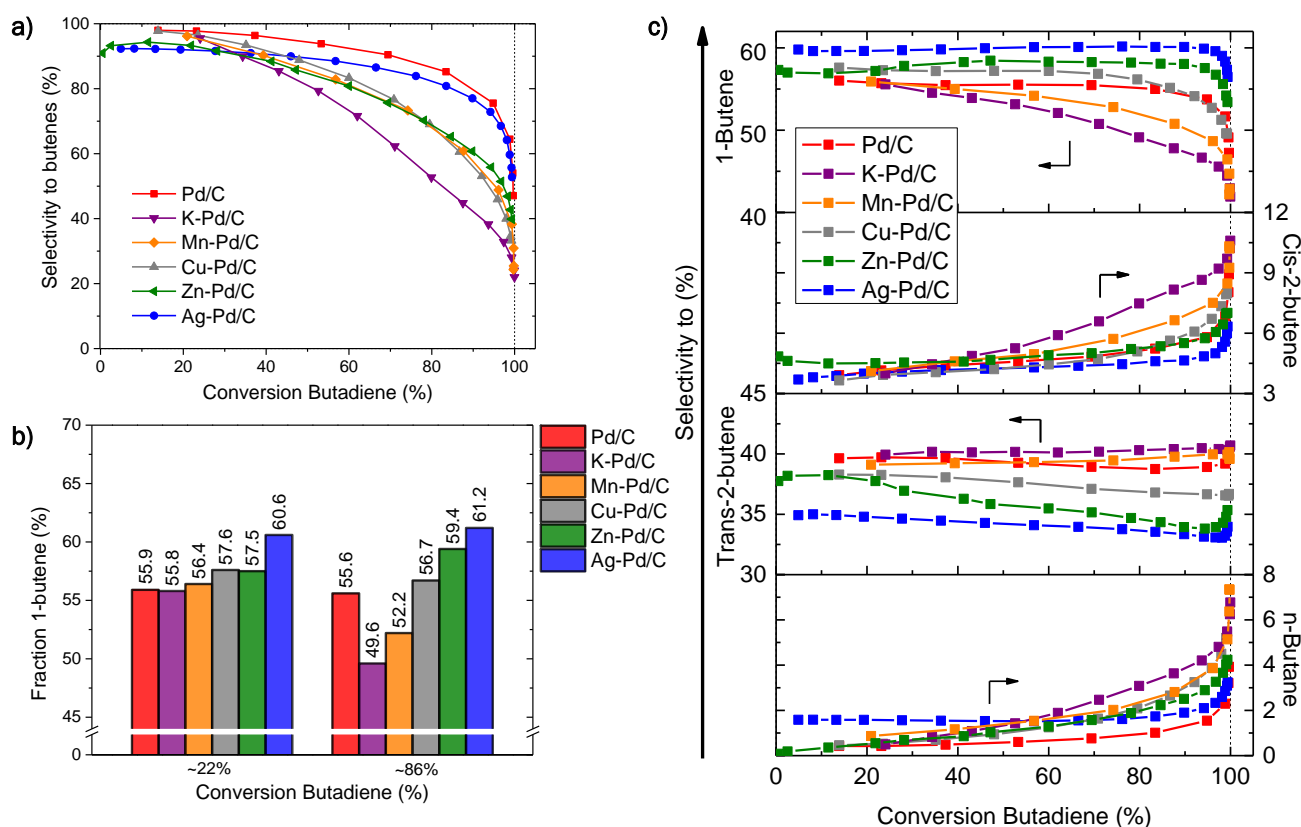 a)
100
80
60
40
20
0
Selectivity to butenes (%)
Pd/C
K-Pd/C
Mn-Pd/C
Cu-Pd/C
Zn-Pd/C
Ag-Pd/C
0 20 40 60 80 100
Conversion Butadiene (%)
b)
70
65
60
55
50
45
0
Fraction 1-butene (%)
55.9
55.8
56.4
57.6
57.5
60.6
55.6
49.6
52.2
56.7
59.4
61.2
Pd/C
K-Pd/C
Mn-Pd/C
Cu-Pd/C
Zn-Pd/C
Ag-Pd/C
~22% ~86%
Conversion Butadiene (%)
c)
Selectivity to (%)
1-Butene
60
50
40
Pd/C
K-Pd/C
Mn-Pd/C
Cu-Pd/C
Zn-Pd/C
Ag-Pd/C
Cis-2-butene
12
9
6
3
Trans-2-butene
45
40
35
30
n-Butane
8
6
4
2
0
0 20 40 60 80 100
Conversion Butadiene (%)